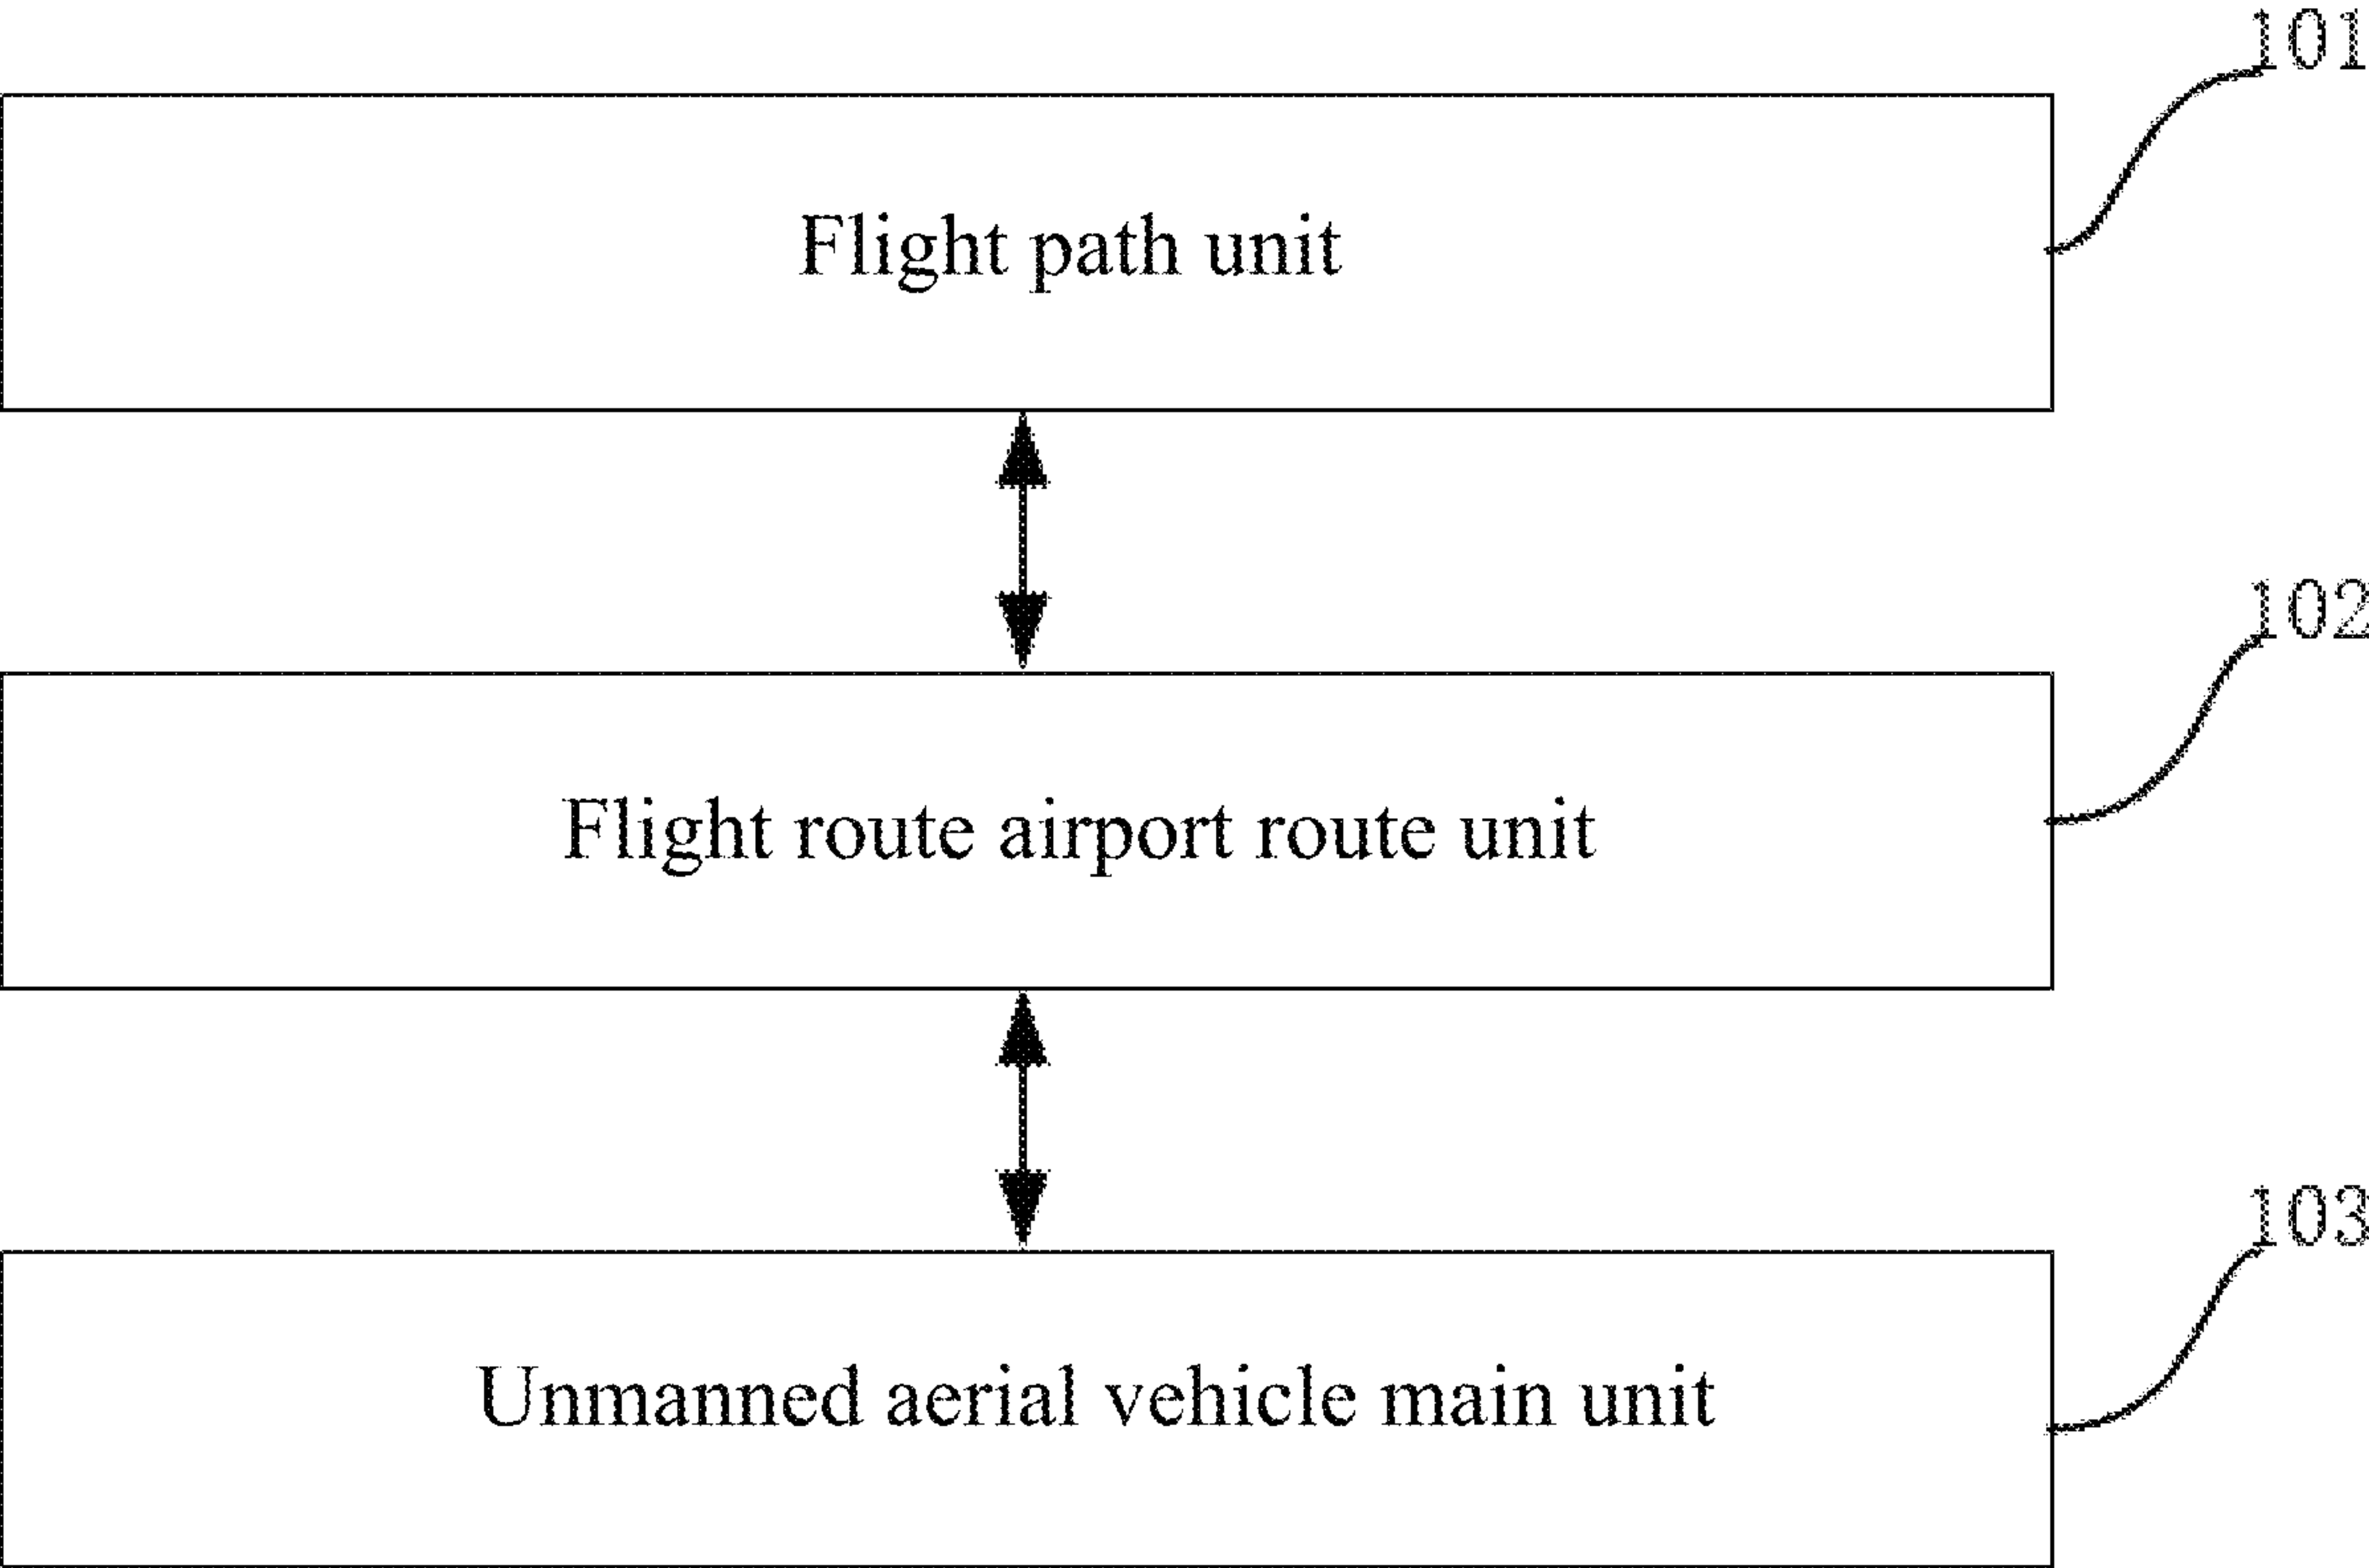 101
Flight path unit
102
Flight route airport route unit
103
Unmanned aerial vehicle main unit